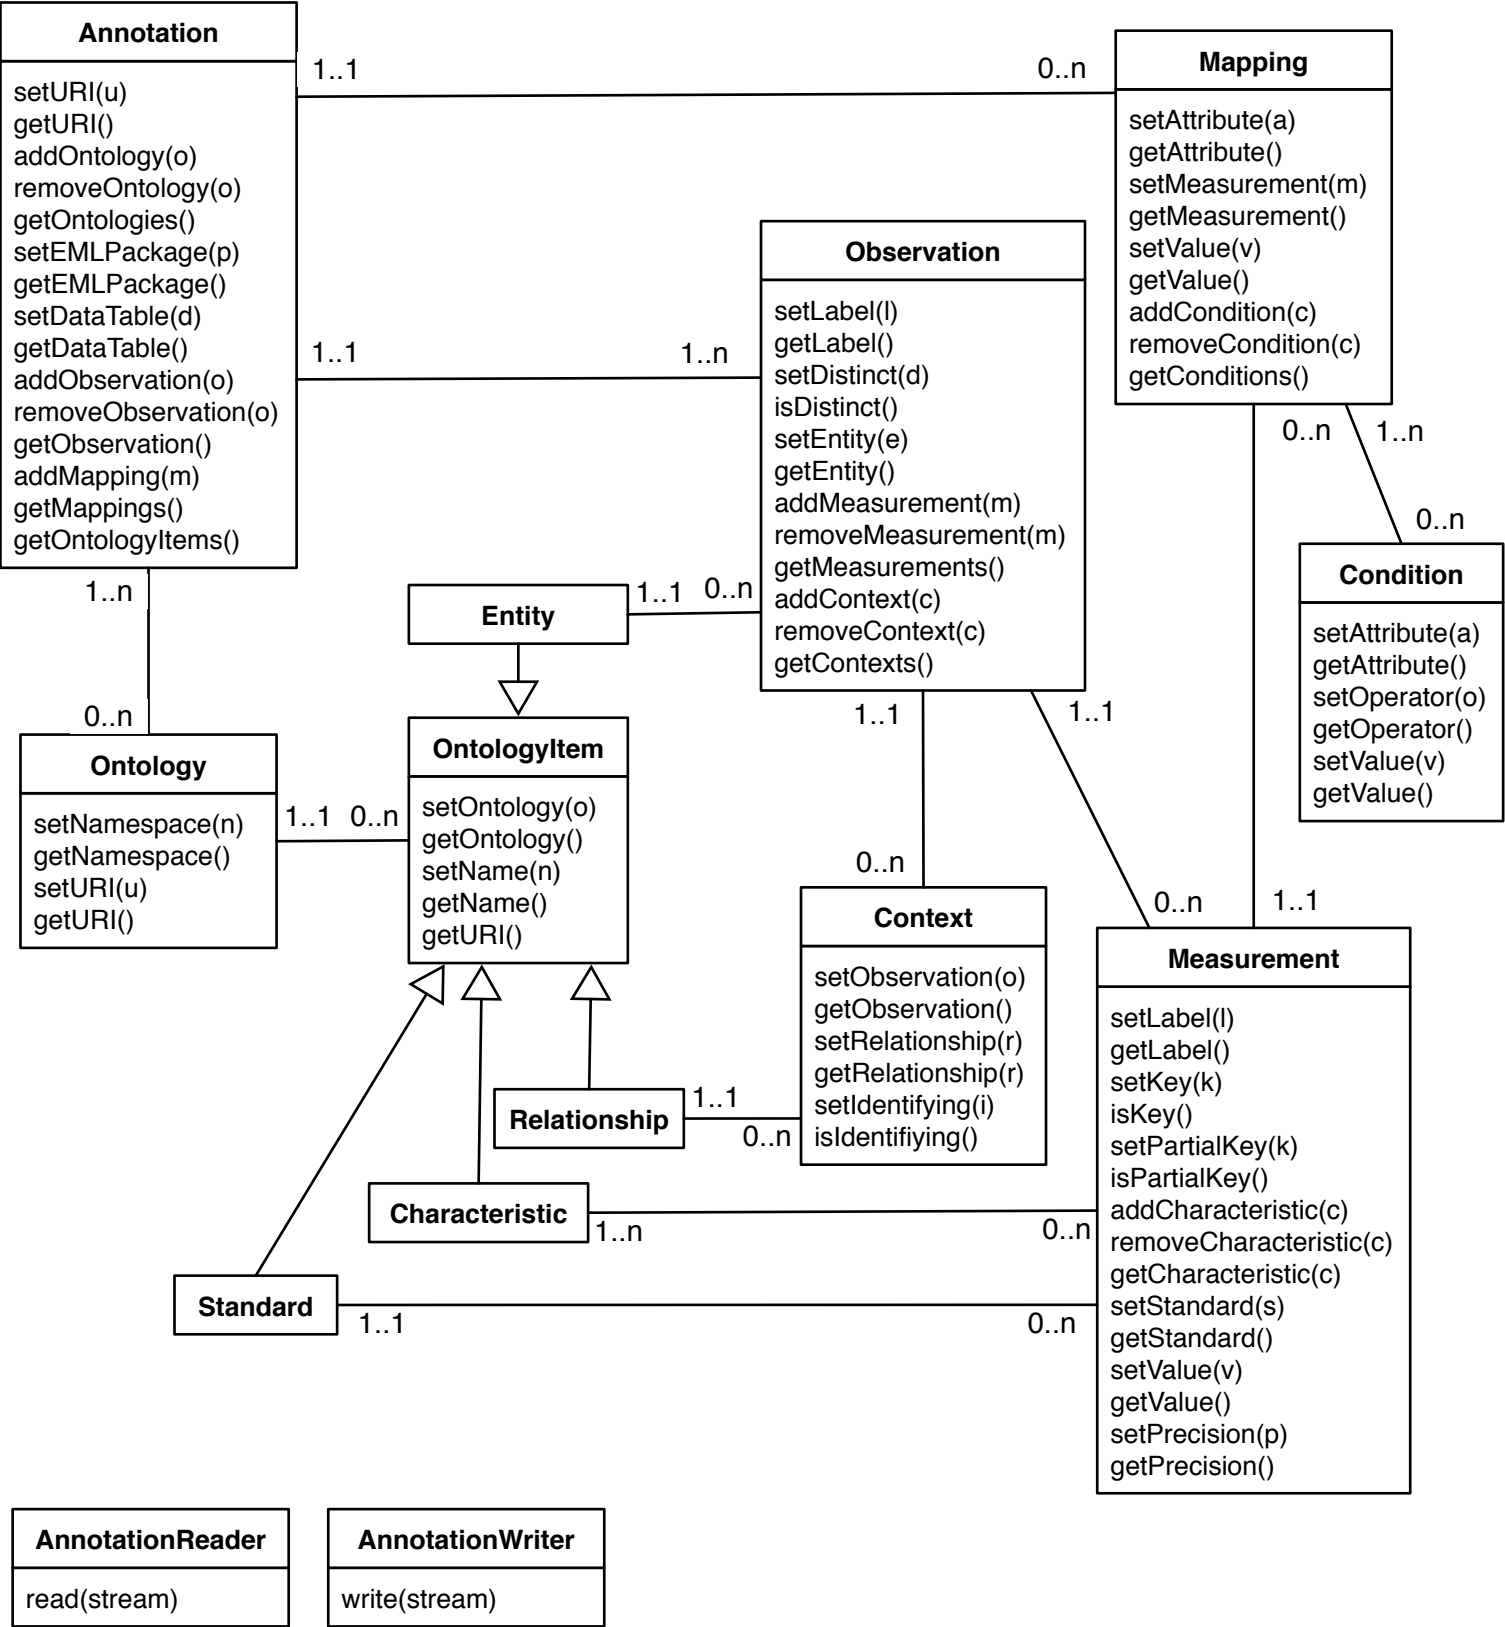 Annotation
setURI(u)
getURI()
addOntology(o)
removeOntology(o)
getOntologies()
setEMLPackage(p)
getEMLPackage()
setDataTable(d)
getDataTable()
addObservation(o)
removeObservation(o)
getObservation()
addMapping(m)
getMappings()
getOntologyItems()
1..1
0..n
Mapping
setAttribute(a)
getAttribute()
setMeasurement(m)
getMeasurement()
setValue(v)
getValue()
addCondition(c)
removeCondition(c)
getConditions()
1..1
1..n
Observation
setLabel(l)
getLabel()
setDistinct(d)
isDistinct()
setEntity(e)
getEntity()
addMeasurement(m)
removeMeasurement(m)
getMeasurements()
addContext(c)
removeContext(c)
getContexts()
0..n
1..n
0..n
Condition
setAttribute(a)
getAttribute()
setOperator(o)
getOperator()
setValue(v)
getValue()
1..n
0..n
Entity
1..1
0..n
Ontology
setNamespace(n)
getNamespace()
setURI(u)
getURI()
1..1
0..n
OntologyItem
setOntology(o)
getOntology()
setName(n)
getName()
getURI()
1..1
1..1
0..n
0..n
1..1
Context
setObservation(o)
getObservation()
setRelationship(r)
getRelationship(r)
setIdentifying(i)
isIdentifiying()
Measurement
setLabel(l)
getLabel()
setKey(k)
isKey()
setPartialKey(k)
isPartialKey()
addCharacteristic(c)
removeCharacteristic(c)
getCharacteristic(c)
setStandard(s)
getStandard()
setValue(v)
getValue()
setPrecision(p)
getPrecision()
Relationship
1..1
0..n
Characteristic
1..n
0..n
Standard
1..1
0..n
AnnotationReader
read(stream)
AnnotationWriter
write(stream)